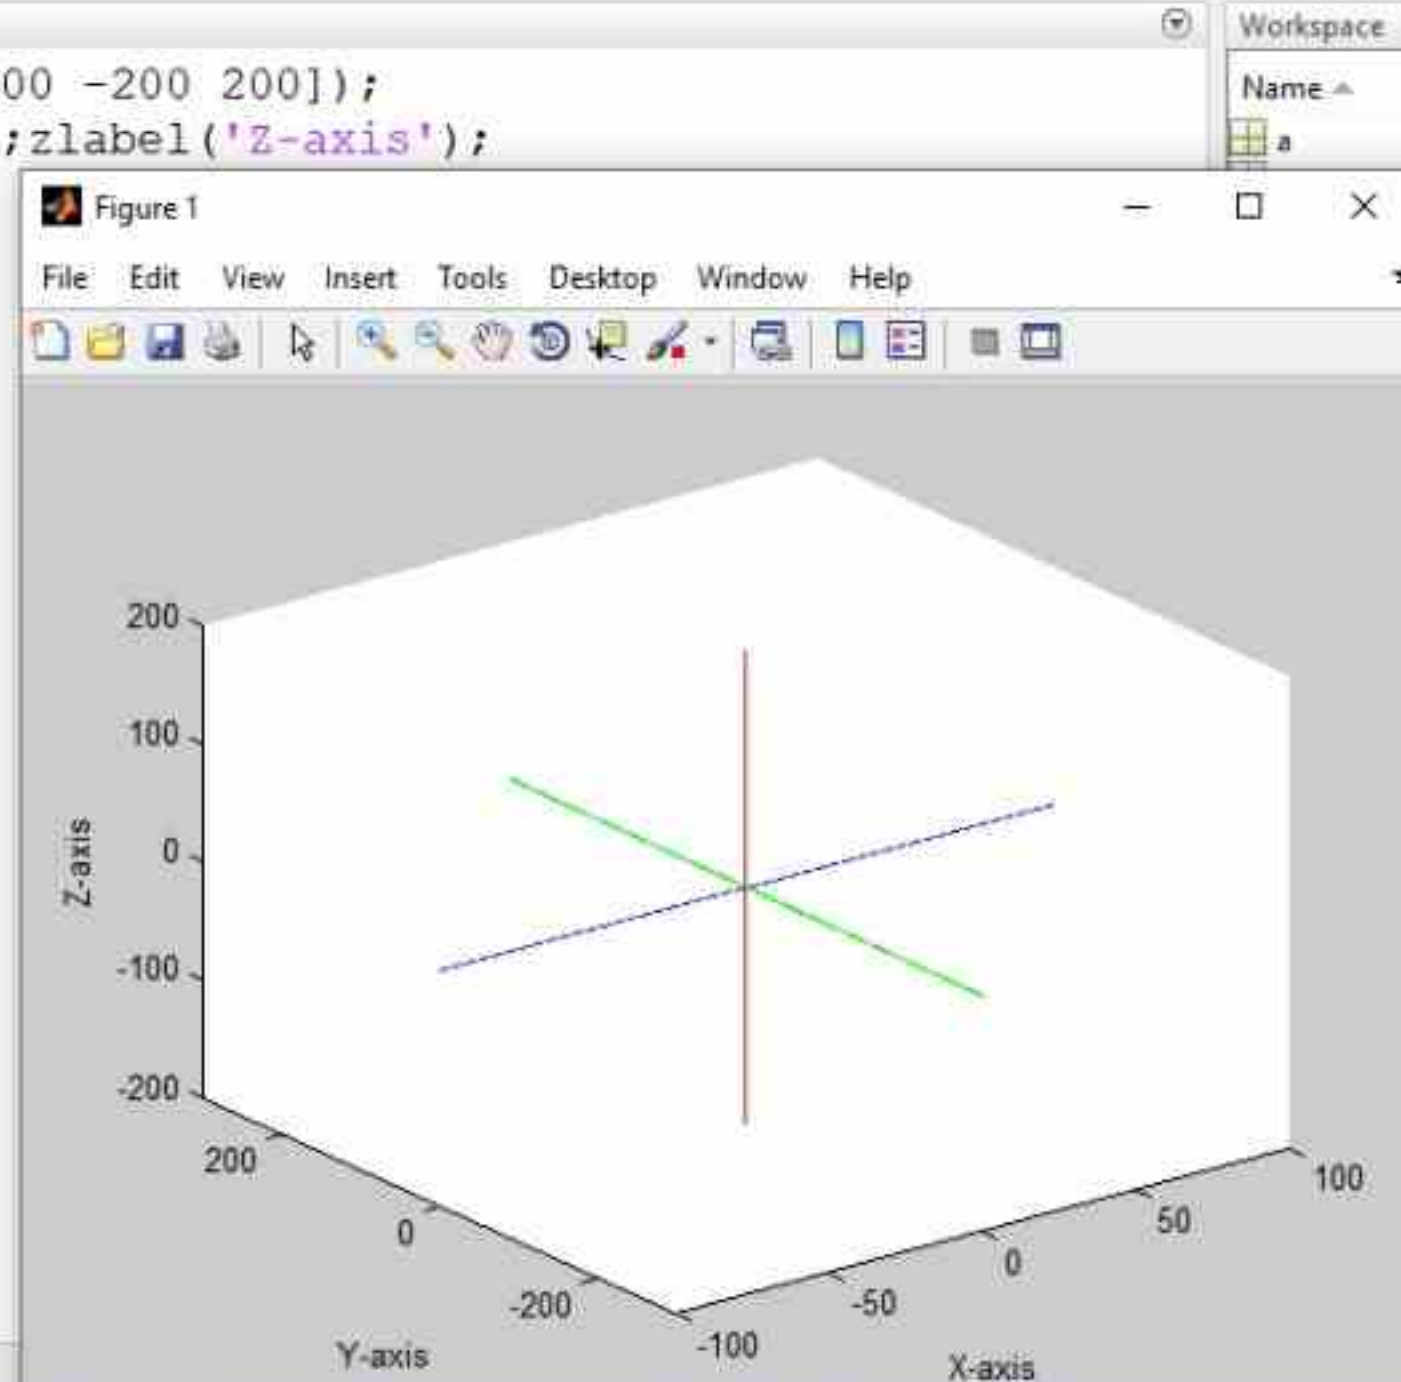 Workspace
00 -200 200]);
Name
;zlabel('Z-axis');
a
Figure 1
File Edit View Insert Tools Desktop Window Help
200
100
0
-100
-200
Z-axis
200
0
-200
Y-axis
-100
-50
0
50
100
X-axis